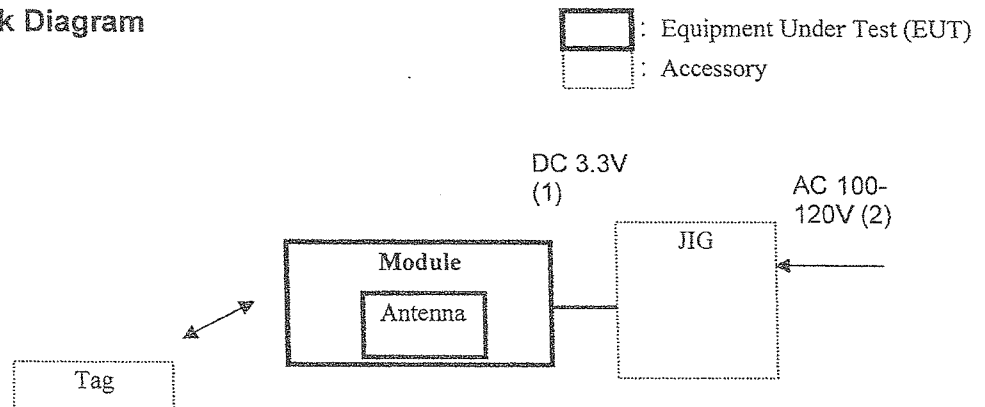 k Diagram
: Equipment Under Test (EUT)
: Accessory
DC 3.3V
(1)
AC 100-
120V (2)
JIG
Module
Antenna
Tag